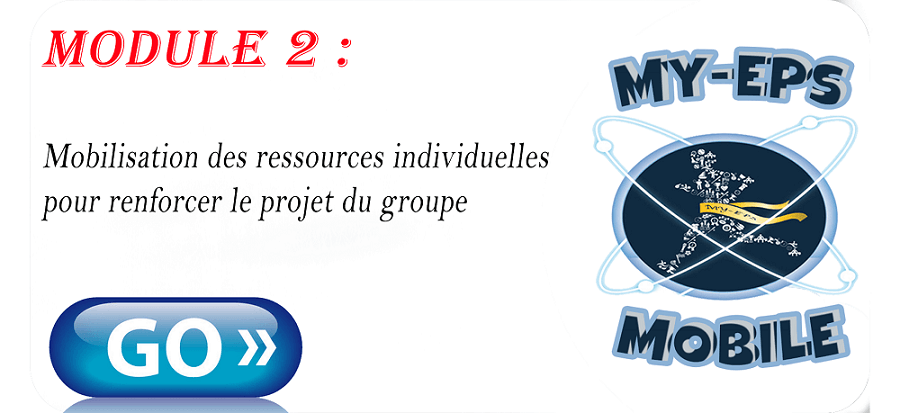 MODULE 2 :
Mobilisation des ressources individuelles
pour renforcer le projet du groupe
GO »
MY-EPS
MY-EPS
MOBILE